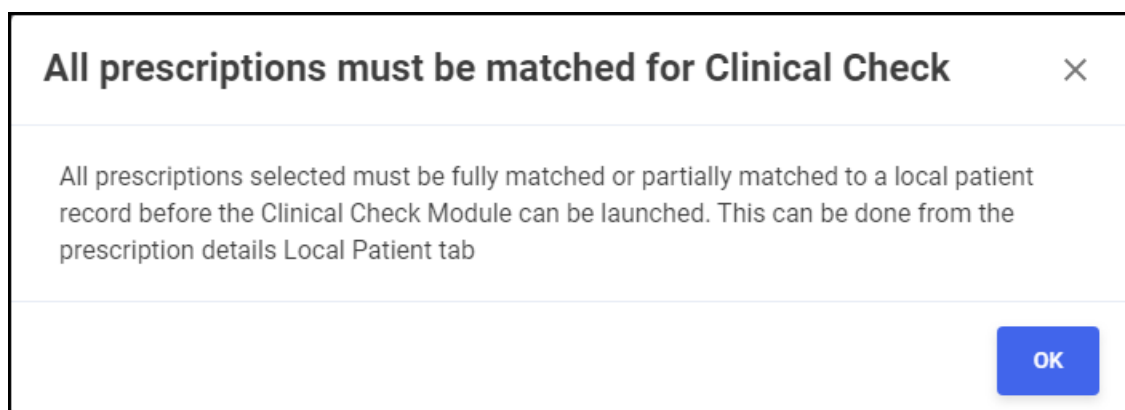 All prescriptions must be matched for Clinical Check
All prescriptions selected must be fully matched or partially matched to a local patient
record before the Clinical Check Module can be launched. This can be done from the
prescription details Local Patient tab
OK